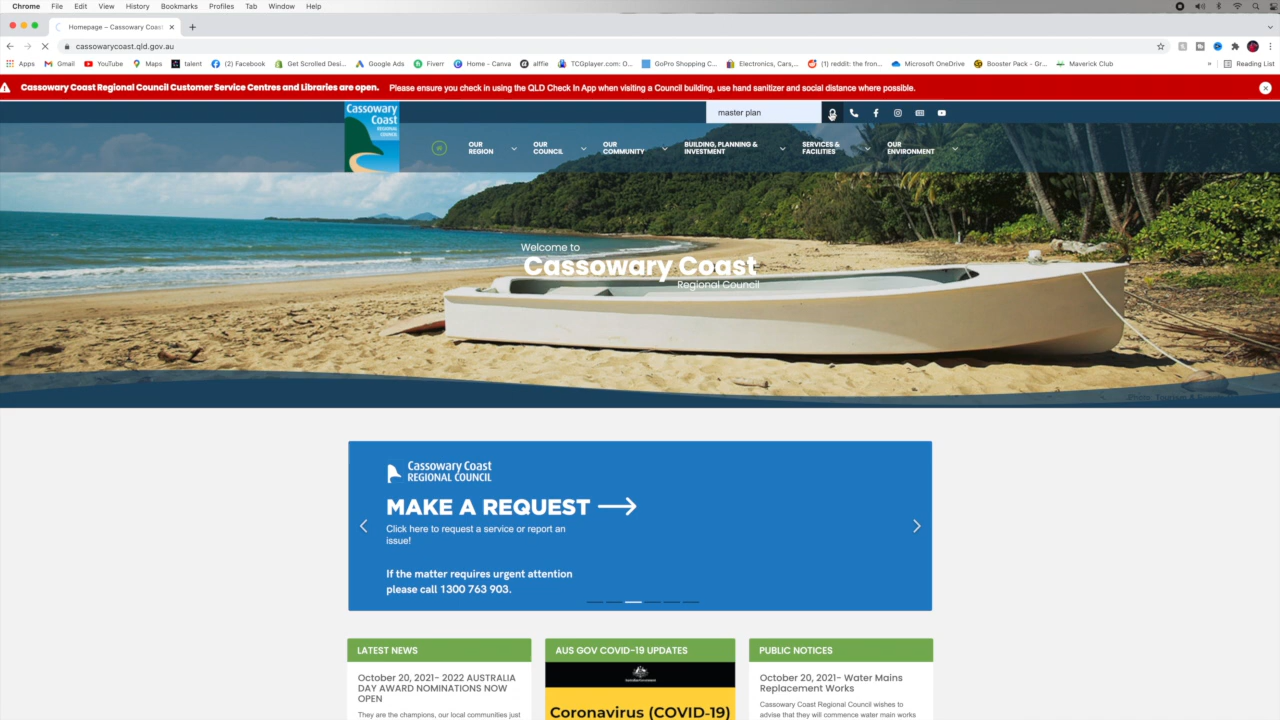 Chrome File Edit View History Bookmarks Profiles Tab Window Help
Homepage – Cassowary Coas
cassowarycoast.qld.gov.au
Apps Gmail YouTube Maps talent (2) Facebook Get Scrolled Desi... Google Ads Fiverr Home - Canva alffie TCGplayer.com: O... GoPro Shopping C... Electronics, Cars,... (1) reddit: the fron... Microsoft OneDrive Booster Pack - Gr... Maverick Club » Reading List
Cassowary Coast Regional Council Customer Service Centres and Libraries are open. Please ensure you check in using the QLD Check In App when visiting a Council building, use hand sanitizer and social distance where possible.
Cassowary
Coast
REGIONAL
COUNCIL
master plan
OUR
REGION
OUR
COUNCIL
OUR
COMMUNITY
BUILDING, PLANNING &
INVESTMENT
SERVICES &
FACILITIES
OUR
ENVIRONMENT
Welcome to
Cassowary Coast
Regional Council
Cassowary Coast
REGIONAL COUNCIL
MAKE A REQUEST
Click here to request a service or report an
issue!
If the matter requires urgent attention
please call 1300 763 903.
LATEST NEWS
October 20, 2021- 2022 AUSTRALIA
DAY AWARD NOMINATIONS NOW
OPEN
They are the champions, our local communities just
AUS GOV COVID-19 UPDATES
Coronavirus (COVID-19)
PUBLIC NOTICES
October 20, 2021- Water Mains
Replacement Works
Cassowary Coast Regional Council wishes to
advise that they will commence water main works